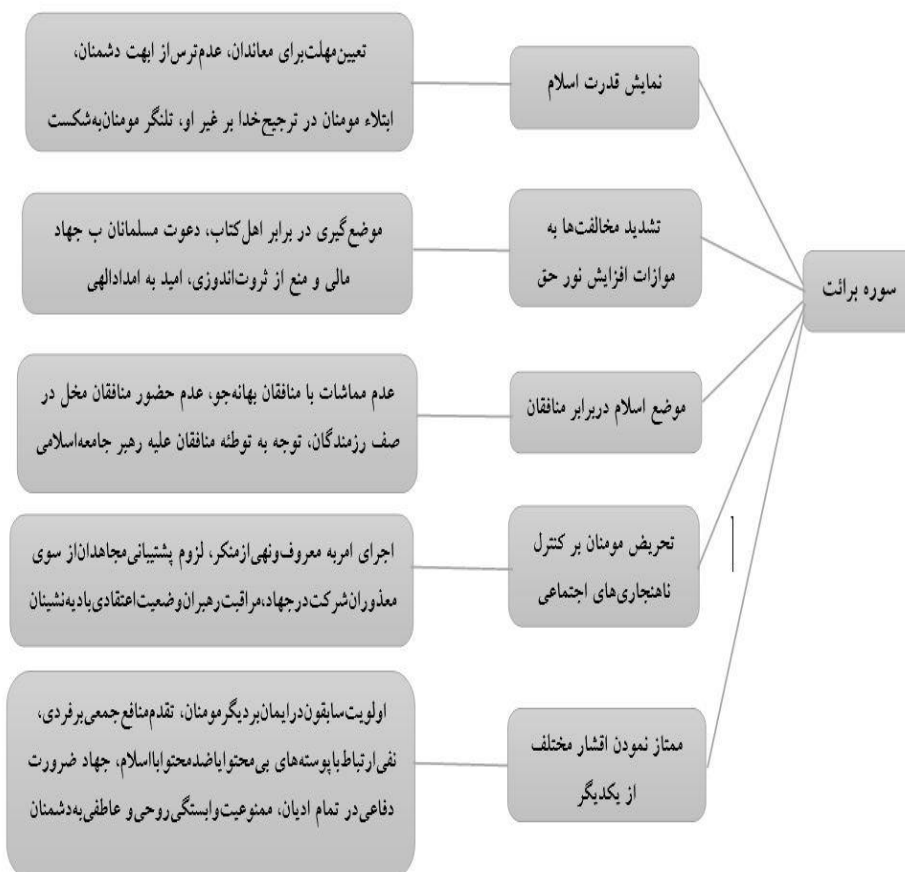 سوره برائت
نمایش قدرت اسلام
تعیین‌مهلت‌برای معاندان، عدم‌ترس‌از ابهت دشمنان،
ابتلاء مومنان در ترجیح‌خدا بر غیر او، تلنگر مومنان‌به‌شکست
تشدید مخالفت‌ها به
موازات افزایش نور حق
موضع‌گیری در برابر اهل‌کتاب، دعوت مسلمانان ب جهاد
مالی و منع از ثروت‌اندوزی، امید به امدادالهی
موضع اسلام دربرابر منافقان
عدم مماشات با منافقان بهانه‌جو، عدم حضور منافقان مخل در
صف رزمندگان، توجه به توطئه منافقان علیه رهبر جامعه‌اسلامی
تحریض مومنان بر کنترل
ناهنجاری‌های اجتماعی
اجرای امربه معروف‌ونهی‌ازمنکر، لزوم پشتیبانی‌مجاهدان‌از سوی
معذوران‌شرکت‌درجهاد،مراقبت‌رهبران‌وضعیت‌اعتقادی‌بادیه‌نشینان
ممتاز نمودن اقشار مختلف
از یکدیگر
اولویت‌سابقون‌درایمان‌بردیگرمومنان، تقدم‌منافع‌جمعی‌برفردی،
نفی‌ارتباط‌باپوسته‌های بی‌محتوایاضدمحتوابااسلام، جهاد ضرورت
دفاعی‌در تمام ادیان، ممنوعیت‌وابستگی‌روحی‌و عاطفی‌به‌دشمنان